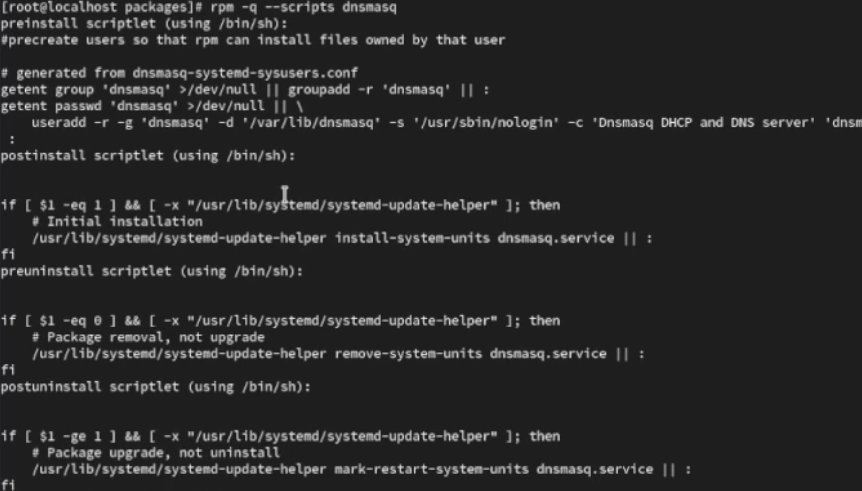 [root@localhost packages]# rpm -q --scripts dnsmasq
preinstall scriptlet (using /bin/sh):
#precreate users so that rpm can install files owned by that user

# generated from dnsmasq-systemd-sysusers.conf
getent group 'dnsmasq' >/dev/null || groupadd -r 'dnsmasq' || :
getent passwd 'dnsmasq' >/dev/null || \
    useradd -r -g 'dnsmasq' -d '/var/lib/dnsmasq' -s '/usr/sbin/nologin' -c 'Dnsmasq DHCP and DNS server' 'dnsm
 :
postinstall scriptlet (using /bin/sh):


if [ $1 -eq 1 ] && [ -x "/usr/lib/systemd/systemd-update-helper" ]; then
    # Initial installation
    /usr/lib/systemd/systemd-update-helper install-system-units dnsmasq.service || :
fi
preuninstall scriptlet (using /bin/sh):


if [ $1 -eq 0 ] && [ -x "/usr/lib/systemd/systemd-update-helper" ]; then
    # Package removal, not upgrade
    /usr/lib/systemd/systemd-update-helper remove-system-units dnsmasq.service || :
fi
postuninstall scriptlet (using /bin/sh):


if [ $1 -ge 1 ] && [ -x "/usr/lib/systemd/systemd-update-helper" ]; then
    # Package upgrade, not uninstall
    /usr/lib/systemd/systemd-update-helper mark-restart-system-units dnsmasq.service || :
fi